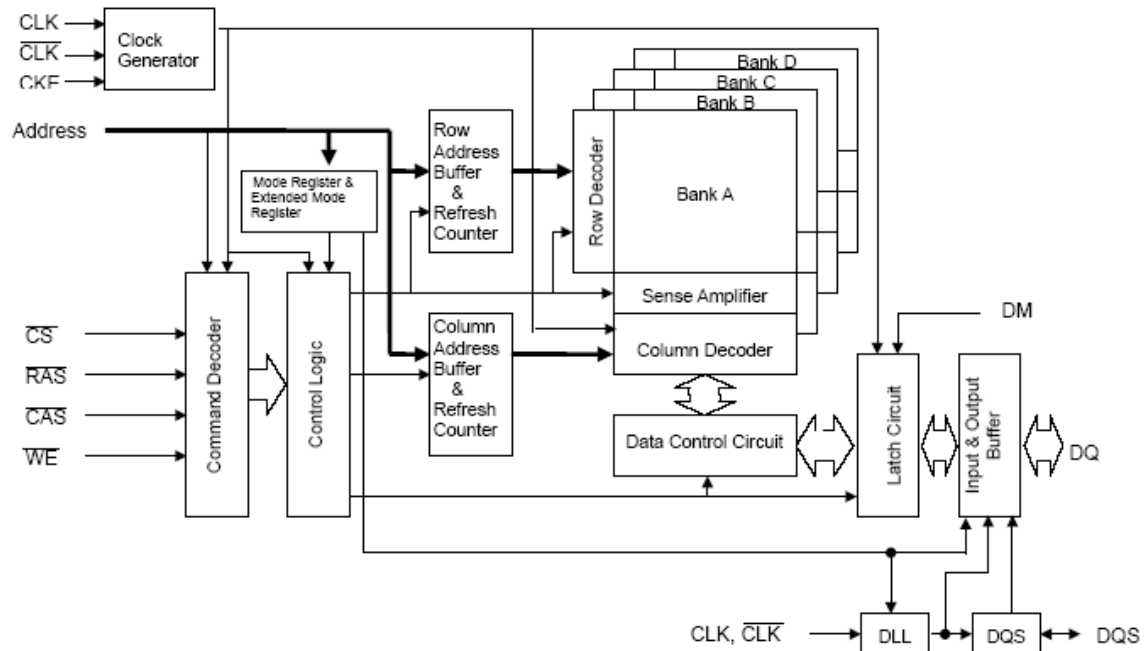 CLK
CLK
CKE
Clock
Generator
Address
Mode Register &
Extended Mode
Register
Row
Address
Buffer
&
Refresh
Counter
Bank D
Bank C
Bank B
Bank A
Row Decoder
Sense Amplifier
Column Decoder
CS
RAS
CAS
WE
Command Decoder
Control Logic
Column
Address
Buffer
&
Refresh
Counter
Data Control Circuit
Latch Circuit
DM
Input & Output
Buffer
DQ
CLK, CLK
DLL
DQS
DQS